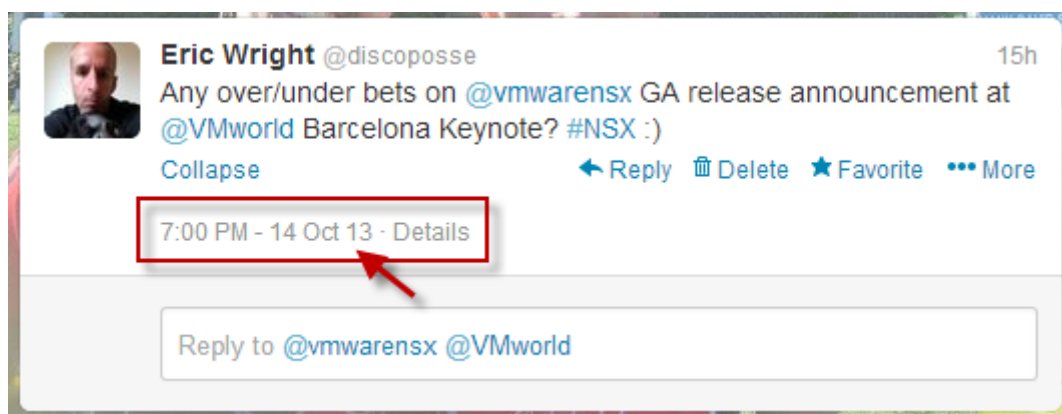 Eric Wright @discoposse 15h
Any over/under bets on @vmwarensx GA release announcement at
@VMworld Barcelona Keynote? #NSX :)
Collapse Reply Delete Favorite More
7:00 PM - 14 Oct 13 · Details
Reply to @vmwarensx @VMworld